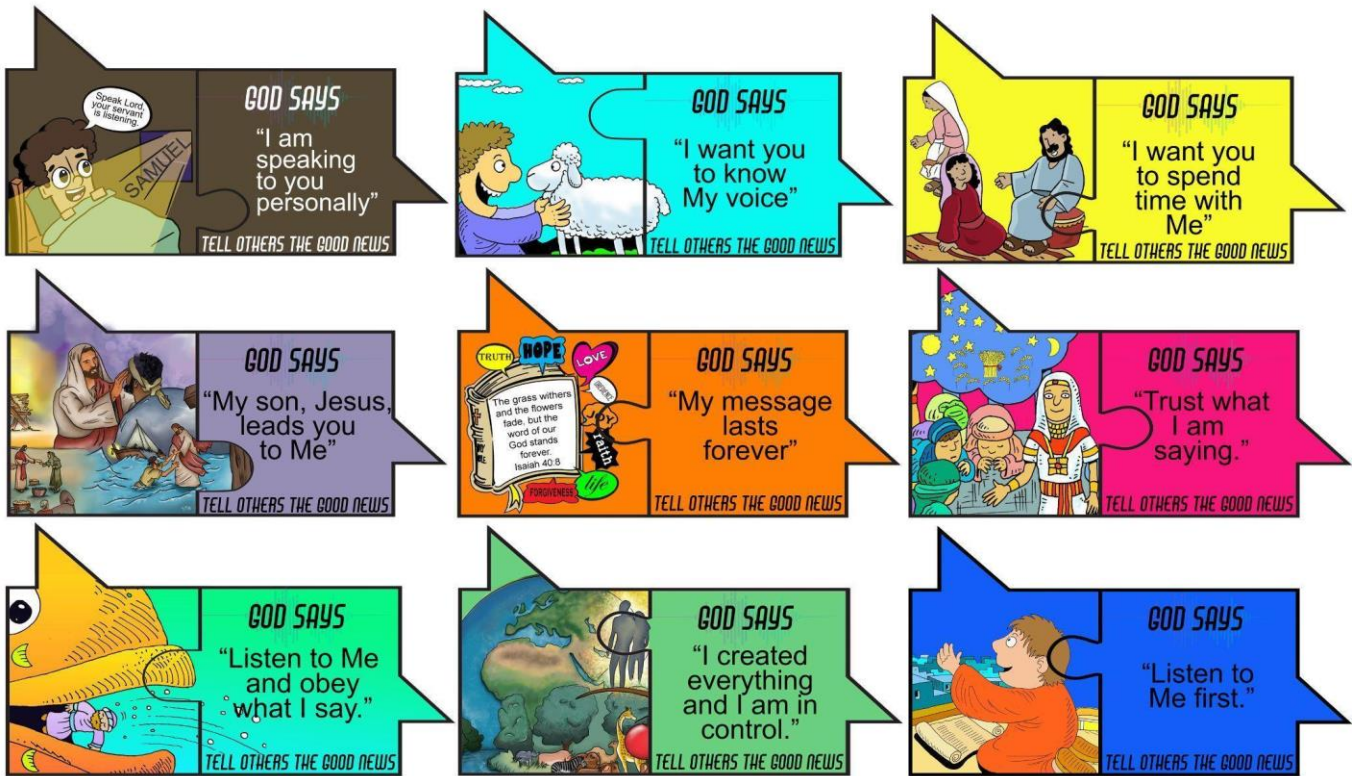 Speak Lord,
your servant
is listening.
SAMUEL
GOD SAYS
“I am
speaking
to you
personally”
TELL OTHERS THE GOOD NEWS
GOD SAYS
“I want you
to know
My voice”
TELL OTHERS THE GOOD NEWS
GOD SAYS
“I want you
to spend
time with
Me”
TELL OTHERS THE GOOD NEWS
GOD SAYS
“My son, Jesus,
leads you
to Me”
TELL OTHERS THE GOOD NEWS
TRUTH
HOPE
LOVE
The grass withers
and the flowers
fade, but the
word of our
God stands
forever.
Isaiah 40:8
faith
life
FORGIVENESS
GOD SAYS
“My message
lasts
forever”
TELL OTHERS THE GOOD NEWS
GOD SAYS
“Trust what
I am
saying.”
TELL OTHERS THE GOOD NEWS
GOD SAYS
“Listen to Me
and obey
what I say.”
TELL OTHERS THE GOOD NEWS
GOD SAYS
“I created
everything
and I am in
control.”
TELL OTHERS THE GOOD NEWS
GOD SAYS
“Listen to
Me first.”
TELL OTHERS THE GOOD NEWS